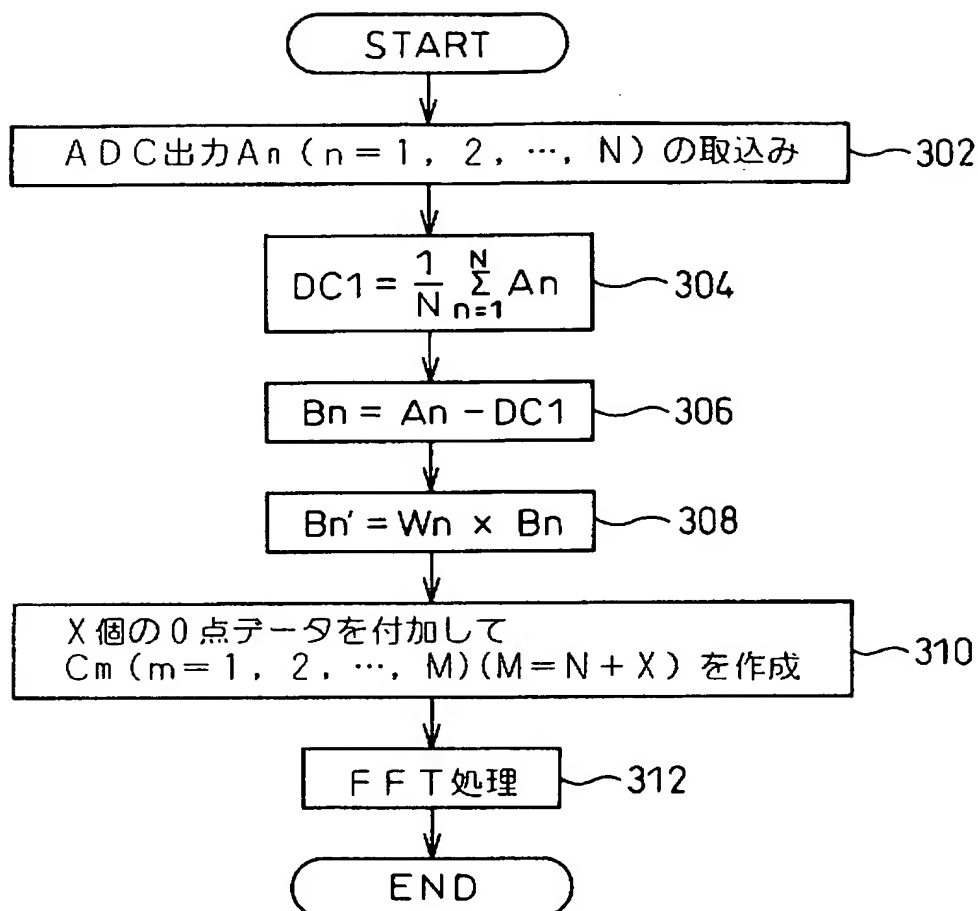 START
ADC出力An(n=1, 2, …, N)の取込み 302
DC1 = 1/N Σ_{n=1}^{N} An 304
Bn = An − DC1 306
Bn' = Wn × Bn 308
X個の0点データを付加して
Cm(m=1, 2, …, M)(M=N+X)を作成 310
FFT処理 312
END